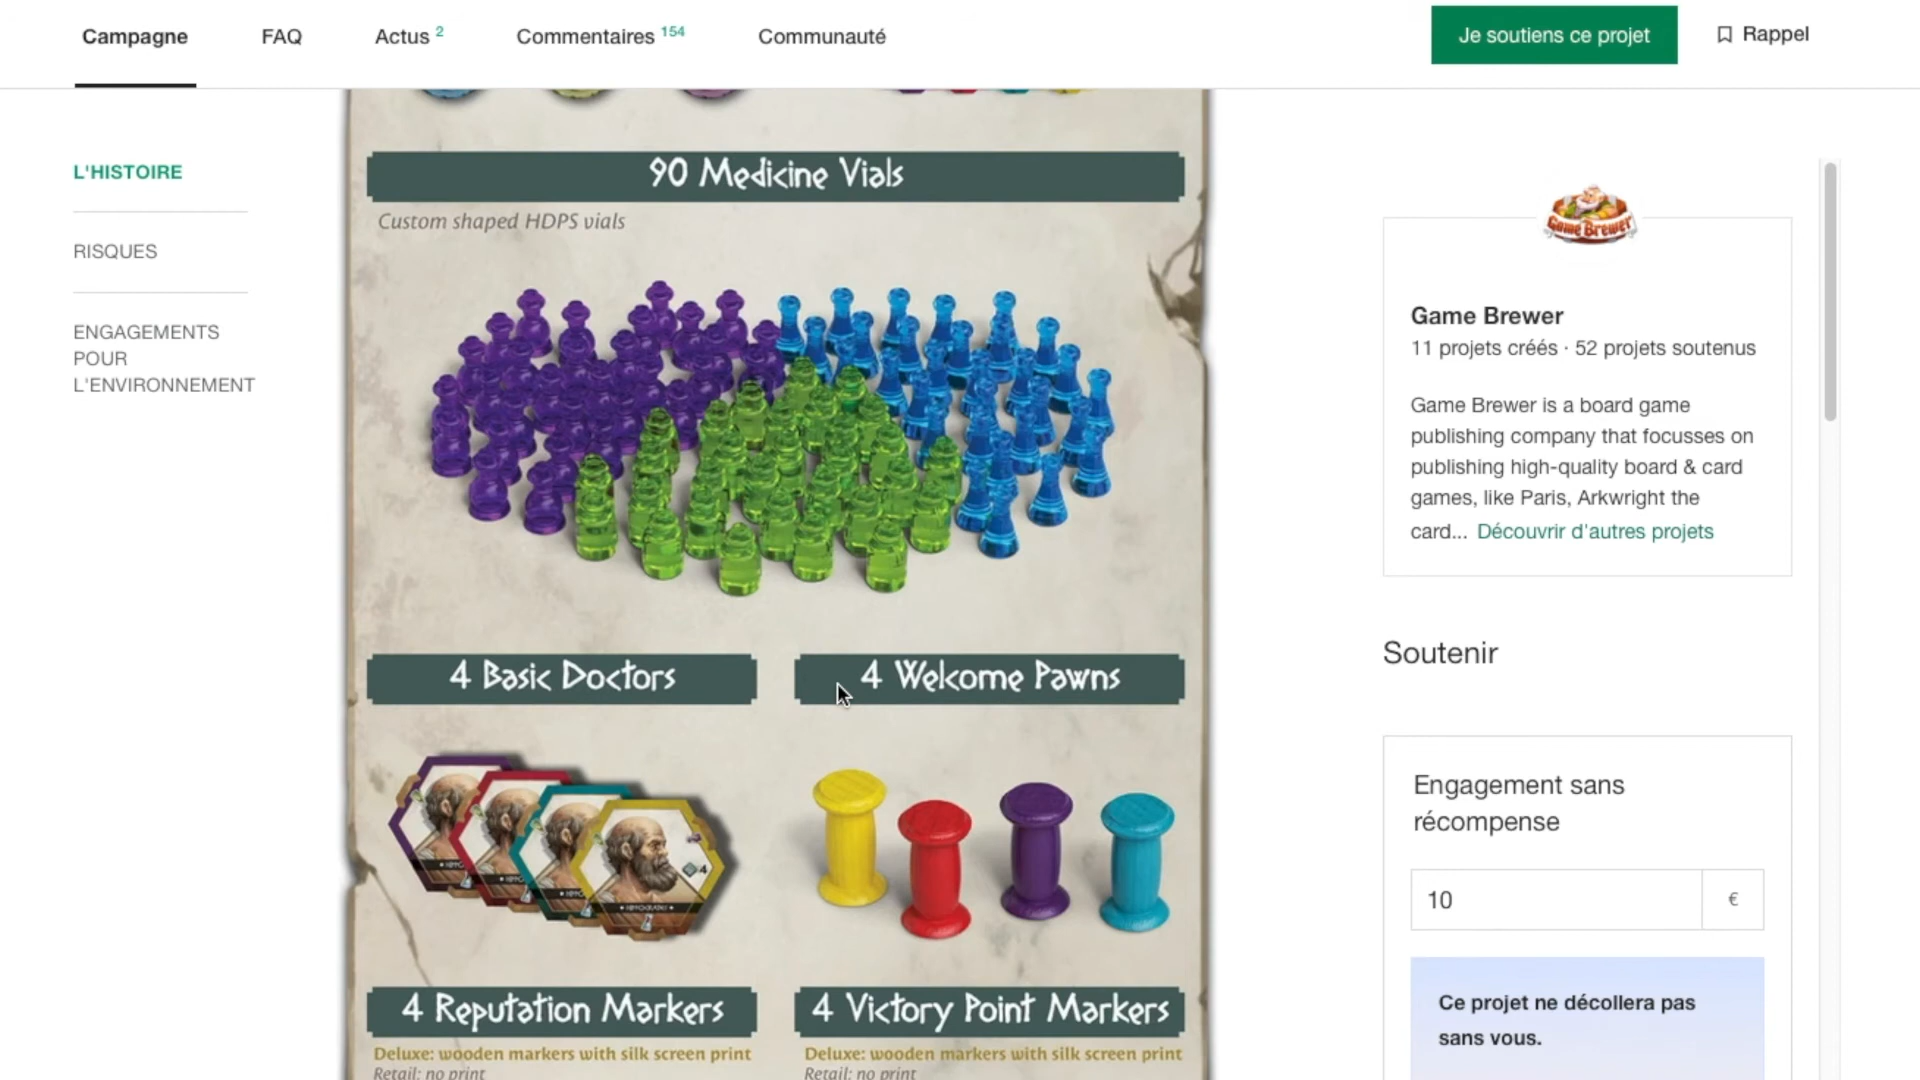 Campagne
FAQ
Actus 2
Commentaires 154
Communauté
Je soutiens ce projet
Rappel
L'HISTOIRE
RISQUES
ENGAGEMENTS
POUR
L'ENVIRONNEMENT
90 Medicine Vials
Custom shaped HDPS vials
4 Basic Doctors
4 Welcome Pawns
4
4 Reputation Markers
4 Victory Point Markers
Deluxe: wooden markers with silk screen print
Deluxe: wooden markers with silk screen print
Retail: no print
Retail: no print
Game Brewer
Game Brewer
11 projets créés · 52 projets soutenus
Game Brewer is a board game
publishing company that focusses on
publishing high-quality board & card
games, like Paris, Arkwright the
card... Découvrir d'autres projets
Soutenir
Engagement sans
récompense
10
€
Ce projet ne décollera pas
sans vous.